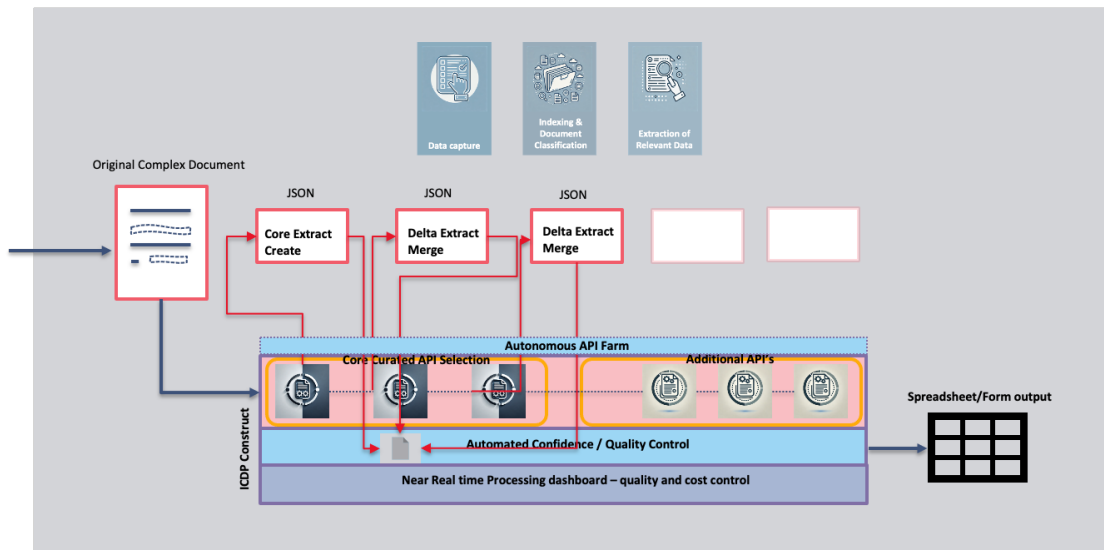 Data capture
Indexing &
Document
Classification
Extraction of
Relevant Data
Original Complex Document
JSON
JSON
JSON
Core Extract
Create
Delta Extract
Merge
Delta Extract
Merge
Autonomous API Farm
Core Curated API Selection
Additional API's
ICDP Construct
Automated Confidence / Quality Control
Near Real time Processing dashboard – quality and cost control
Spreadsheet/Form output